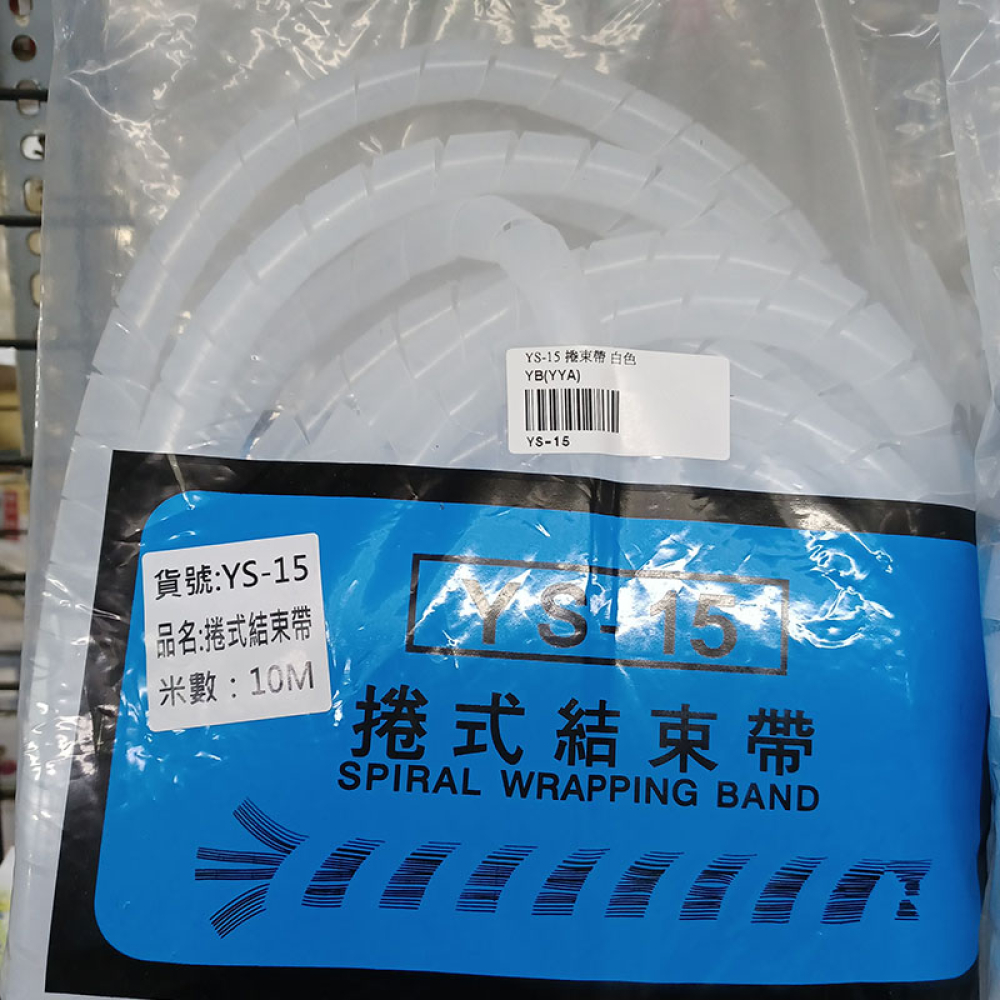 YS-15 捲束帶 白色
YB(YYA)
YS-15
貨號:YS-15
品名:捲式結束帶
米數：10M
YS-15
捲式結束帶
SPIRAL WRAPPING BAND